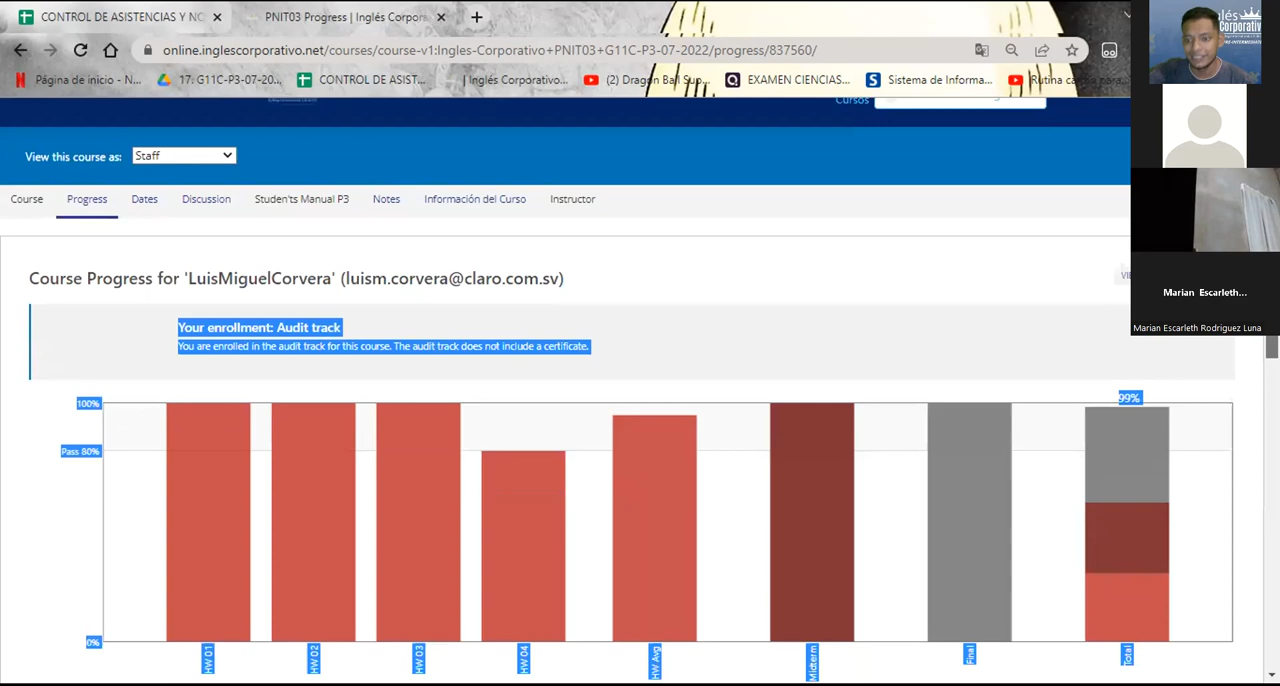 CONTROL DE ASISTENCIAS Y NO
PNIT03 Progress | Inglés Corpor
online.inglescorporativo.net/courses/course-v1:Ingles-Corporativo+PNIT03+G11C-P3-07-2022/progress/837560/
Página de inicio - N...
17: G11C-P3-07-20...
CONTROL DE ASIST...
| Inglés Corporativo...
(2) Dragon Ball Sup...
EXAMEN CIENCIAS...
Sistema de Informa...
Rutina
Cursos
View this course as:
Staff
Course
Progress
Dates
Discussion
Studen'ts Manual P3
Notes
Información del Curso
Instructor
Course Progress for 'LuisMiguelCorvera' (luism.corvera@claro.com.sv)
Your enrollment: Audit track
You are enrolled in the audit track for this course. The audit track does not include a certificate.
100%
Pass 80%
0%
99%
HW 01
HW 02
HW 03
HW 04
HW Avg
Midterm
Final
Total
Marian Escarleth...
Marian Escarleth Rodriguez Luna